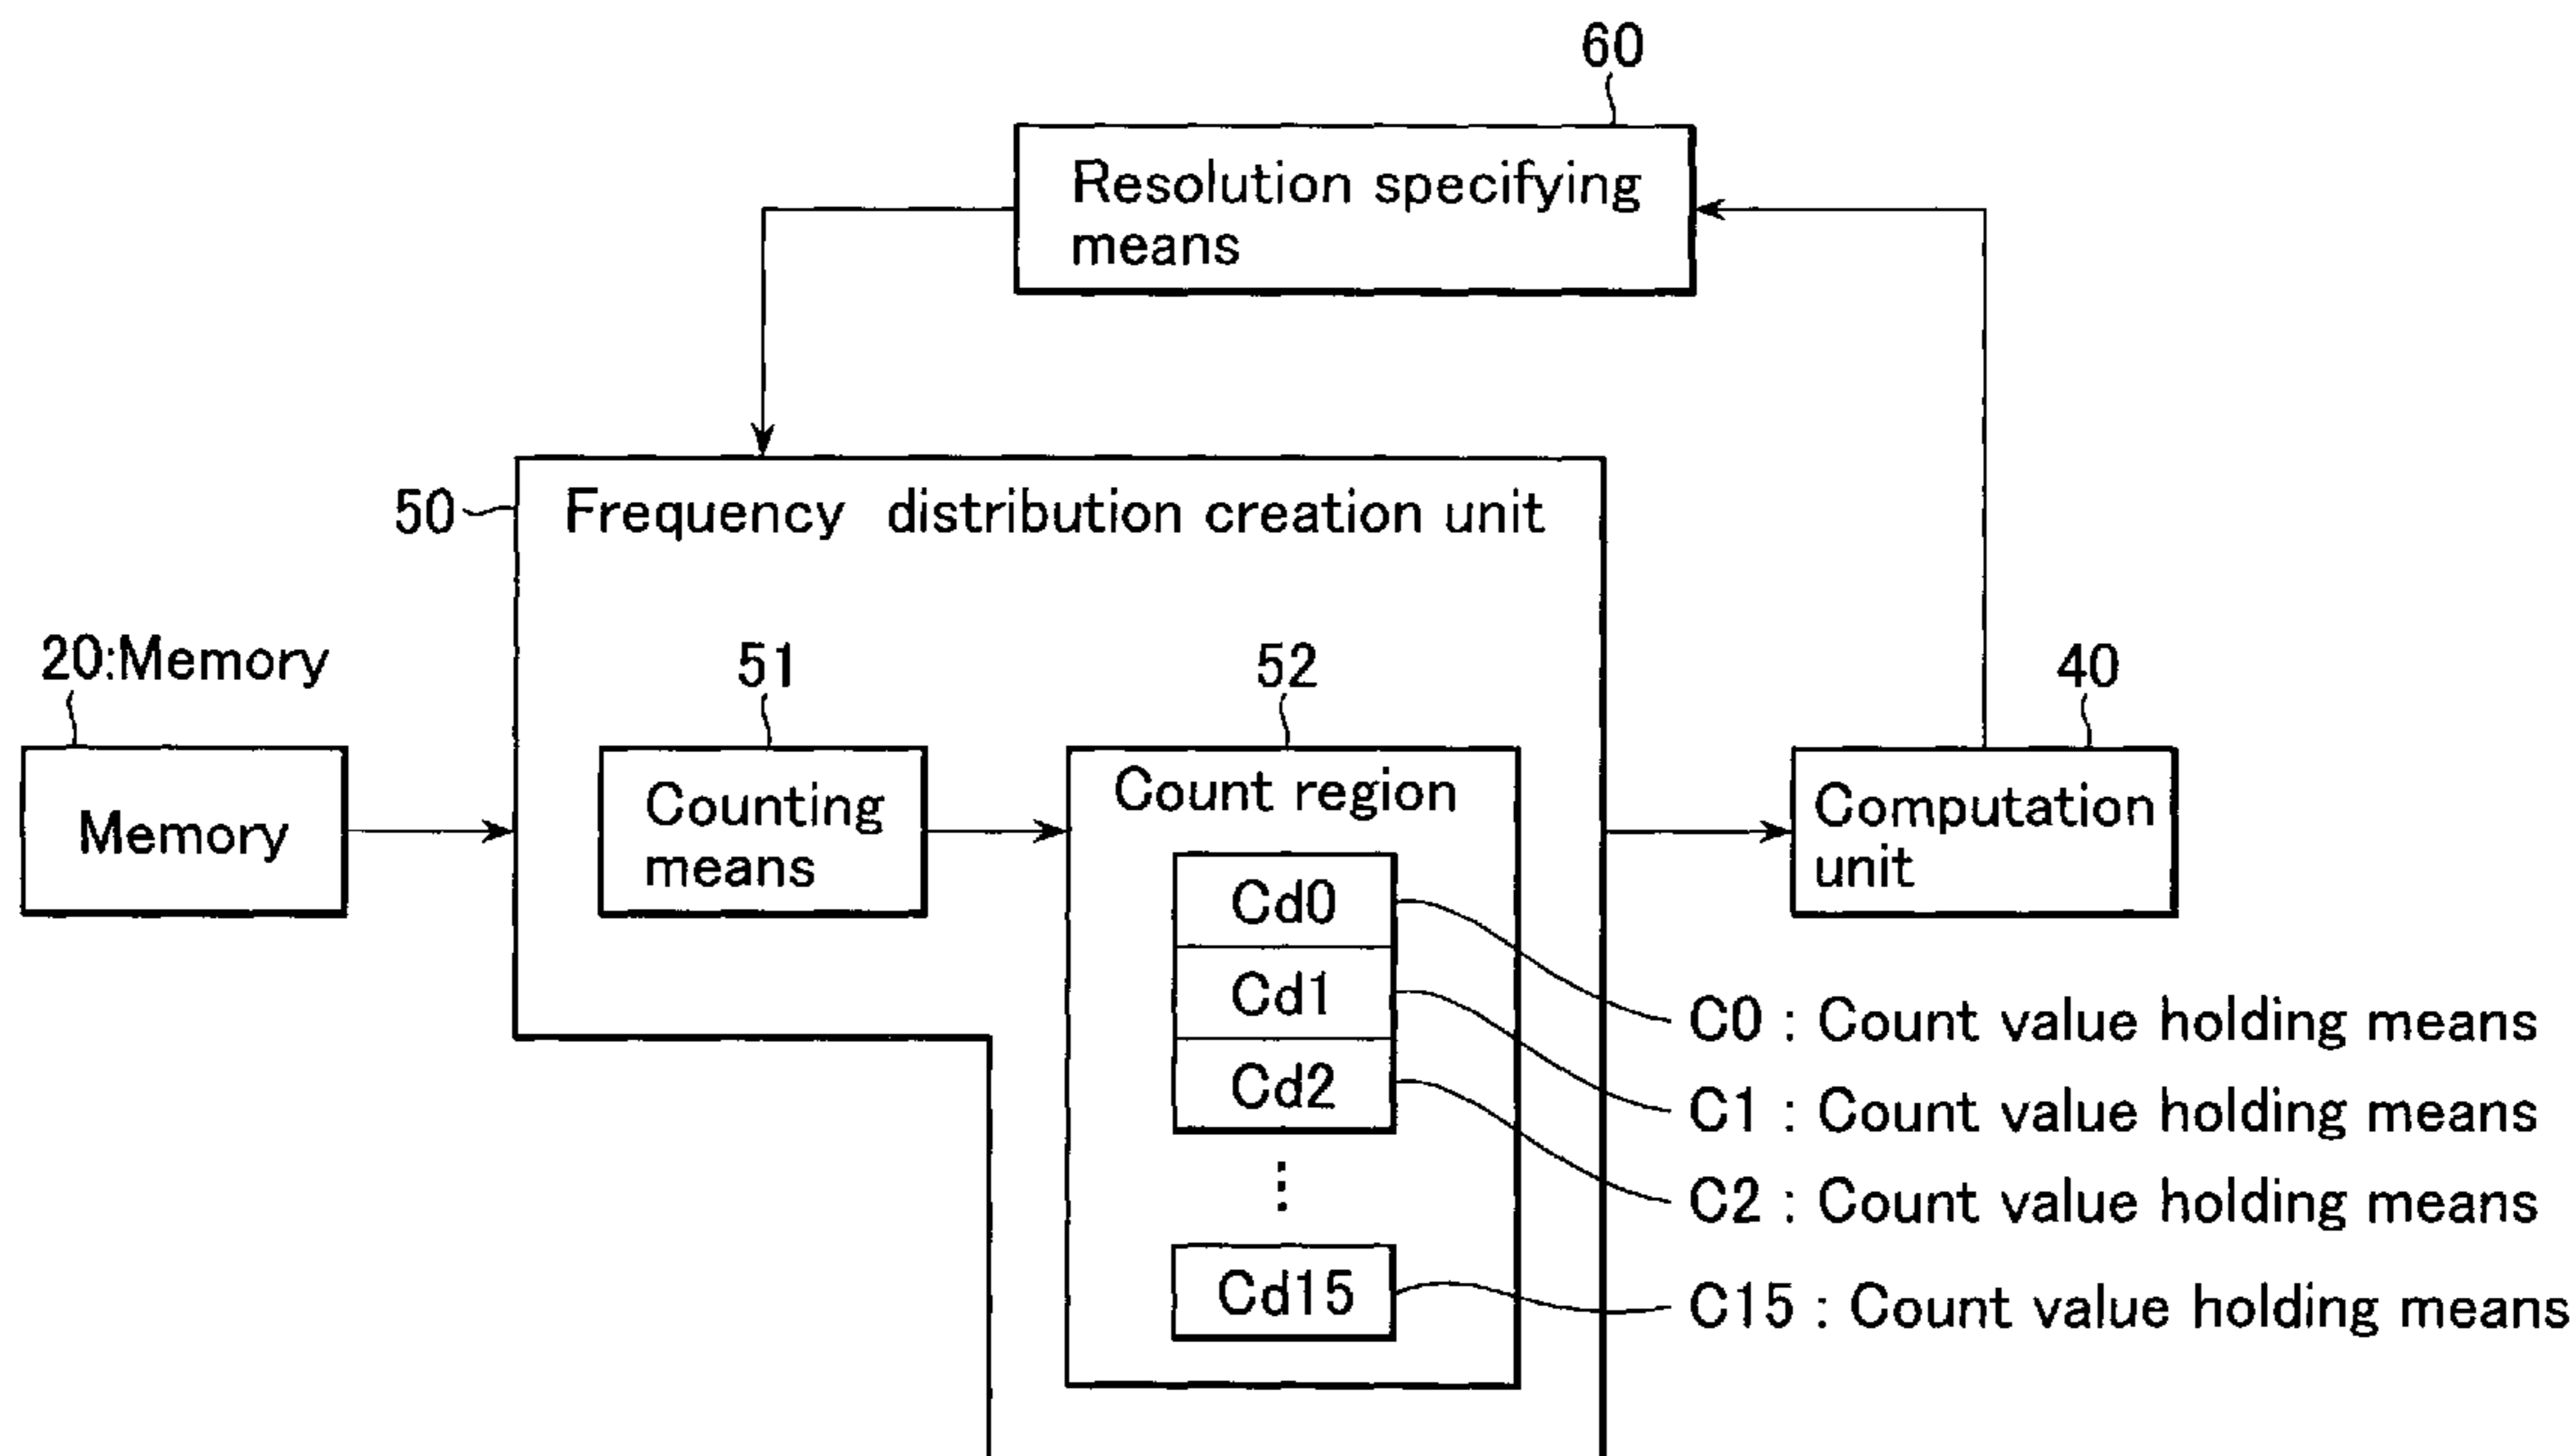 60
Resolution specifying
means
50
Frequency distribution creation unit
20:Memory
51
52
40
Memory
Counting
means
Count region
Computation
unit
Cd0
Cd1
Cd2
⋮
Cd15
C0 : Count value holding means
C1 : Count value holding means
C2 : Count value holding means
C15 : Count value holding means